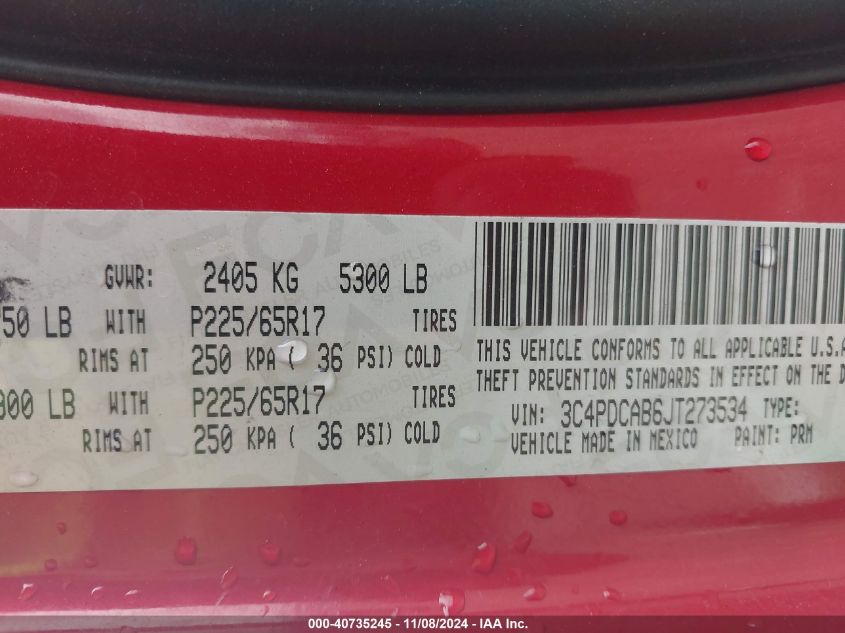 GVWR: 2405 KG 5300 LB
50 LB WITH P225/65R17 TIRES
RIMS AT 250 KPA ( 36 PSI) COLD
900 LB WITH P225/65R17 TIRES
RIMS AT 250 KPA ( 36 PSI) COLD
THIS VEHICLE CONFORMS TO ALL APPLICABLE U.S.A
THEFT PREVENTION STANDARDS IN EFFECT ON THE D
VIN: 3C4PDCAB6JT273534 TYPE:
VEHICLE MADE IN MEXICO PAINT: PRM
000-40735245 - 11/08/2024 - IAA Inc.